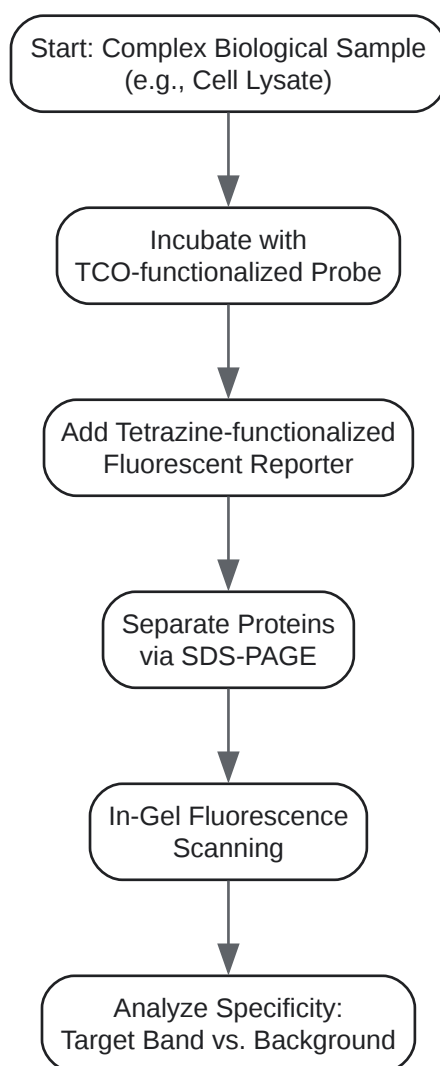 Start: Complex Biological Sample
(e.g., Cell Lysate)
Incubate with
TCO-functionalized Probe
Add Tetrazine-functionalized
Fluorescent Reporter
Separate Proteins
via SDS-PAGE
In-Gel Fluorescence
Scanning
Analyze Specificity:
Target Band vs. Background